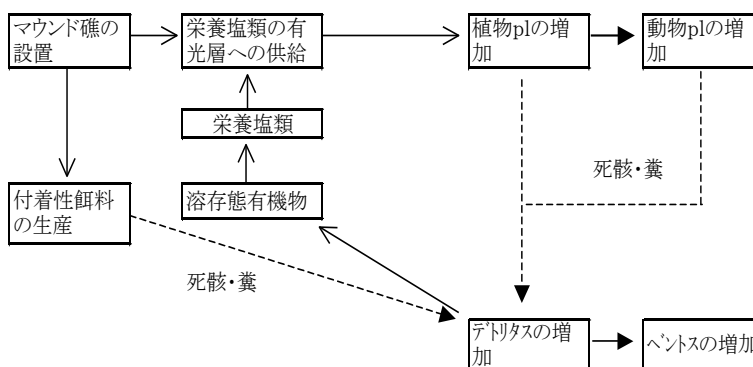 マウンド礁の
設置
栄養塩類の有
光層への供給
植物plの増
加
動物plの増
加
栄養塩類
死骸・糞
付着性餌料
の生産
溶存態有機物
死骸・糞
デトリタスの増
加
ベントスの増加